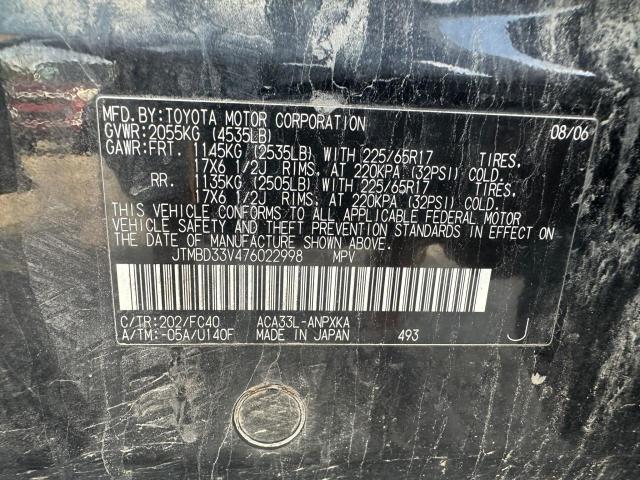 MFD. BY: TOYOTA MOTOR CORPORATION 08/06
GVWR: 2055KG (4535LB)
GAWR: FRT. 1145KG (2535LB) WITH 225/65R17 TIRES,
17X6 1/2J RIMS, AT 220KPA (32PSI) COLD.
RR. 1135KG (2505LB) WITH 225/65R17 TIRES,
17X6 1/2J RIMS, AT 220KPA (32PSI) COLD.
THIS VEHICLE CONFORMS TO ALL APPLICABLE FEDERAL MOTOR
VEHICLE SAFETY AND THEFT PREVENTION STANDARDS IN EFFECT ON
THE DATE OF MANUFACTURE SHOWN ABOVE.
JTMBD33V476022998 MPV
C/TR: 202/FC40 ACA33L-ANPXKA
A/TM: -05A/U140F MADE IN JAPAN 493 J